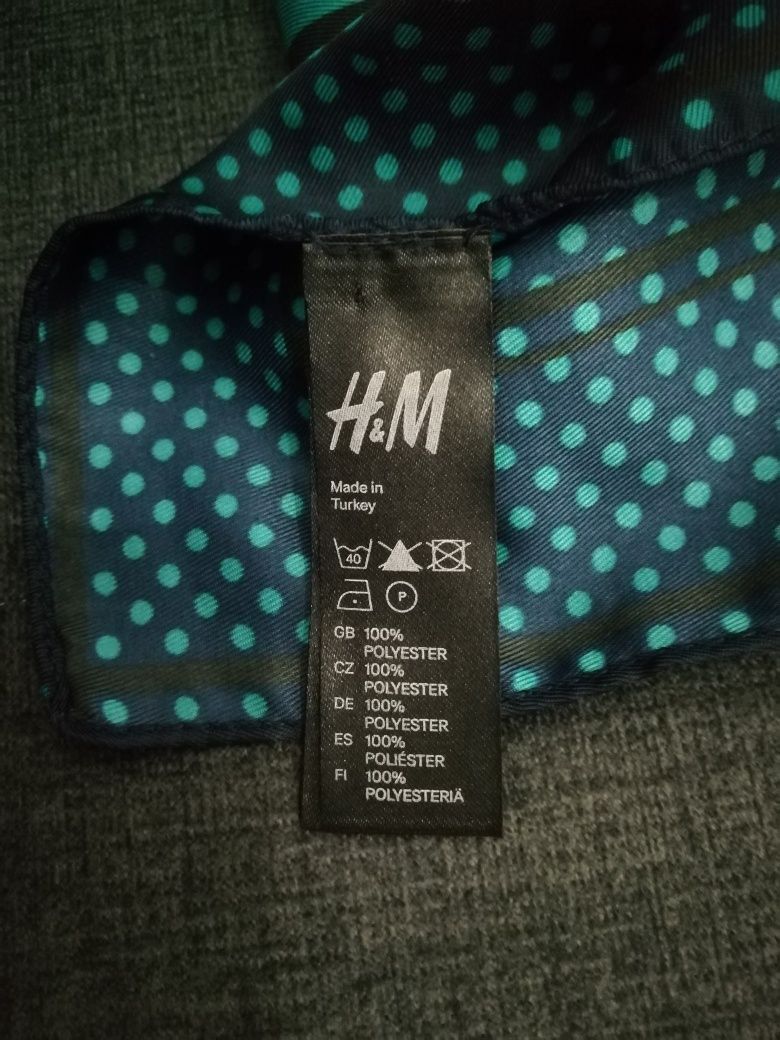 H&M
Made in
Turkey
40
P
GB 100%
POLYESTER
CZ 100%
POLYESTER
DE 100%
POLYESTER
ES 100%
POLIÉSTER
FI 100%
POLYESTERIÄ